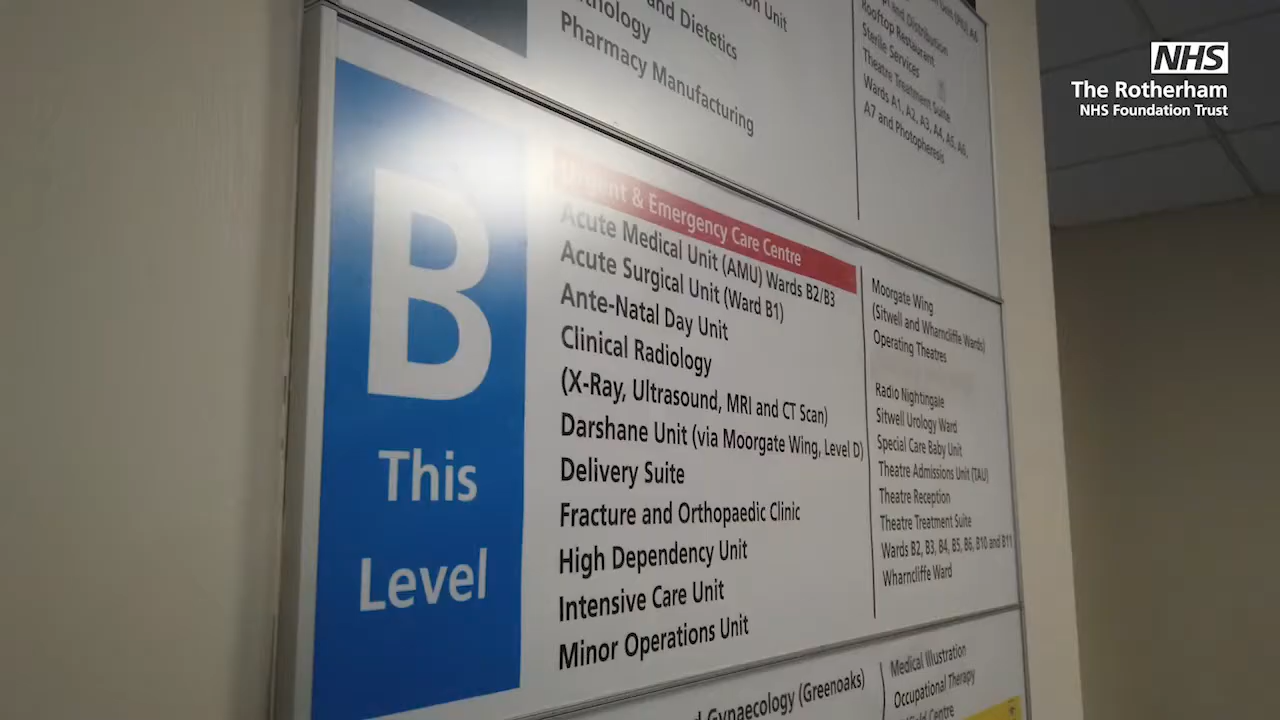 and Dietetics
Pharmacy Manufacturing
and Distribution
Rooftop Restaurant
Sterile Services
Theatre Treatment Suite
Wards A1, A2, A3, A4, A5, A6,
A7 and Photopheresis
NHS
The Rotherham
NHS Foundation Trust
B
This
Level
Urgent & Emergency Care Centre
Acute Medical Unit (AMU) Wards B2/B3
Acute Surgical Unit (Ward B1)
Ante-Natal Day Unit
Clinical Radiology
(X-Ray, Ultrasound, MRI and CT Scan)
Darshane Unit (via Moorgate Wing, Level D)
Delivery Suite
Fracture and Orthopaedic Clinic
High Dependency Unit
Intensive Care Unit
Minor Operations Unit
Moorgate Wing
(Sitwell and Wharncliffe Wards)
Operating Theatres
Radio Nightingale
Sitwell Urology Ward
Special Care Baby Unit
Theatre Admissions Unit (TAU)
Theatre Reception
Theatre Treatment Suite
Wards B2, B3, B4, B5, B6, B10 and B11
Wharncliffe Ward
Gynaecology (Greenoaks)
Medical Illustration
Occupational Therapy
Centre